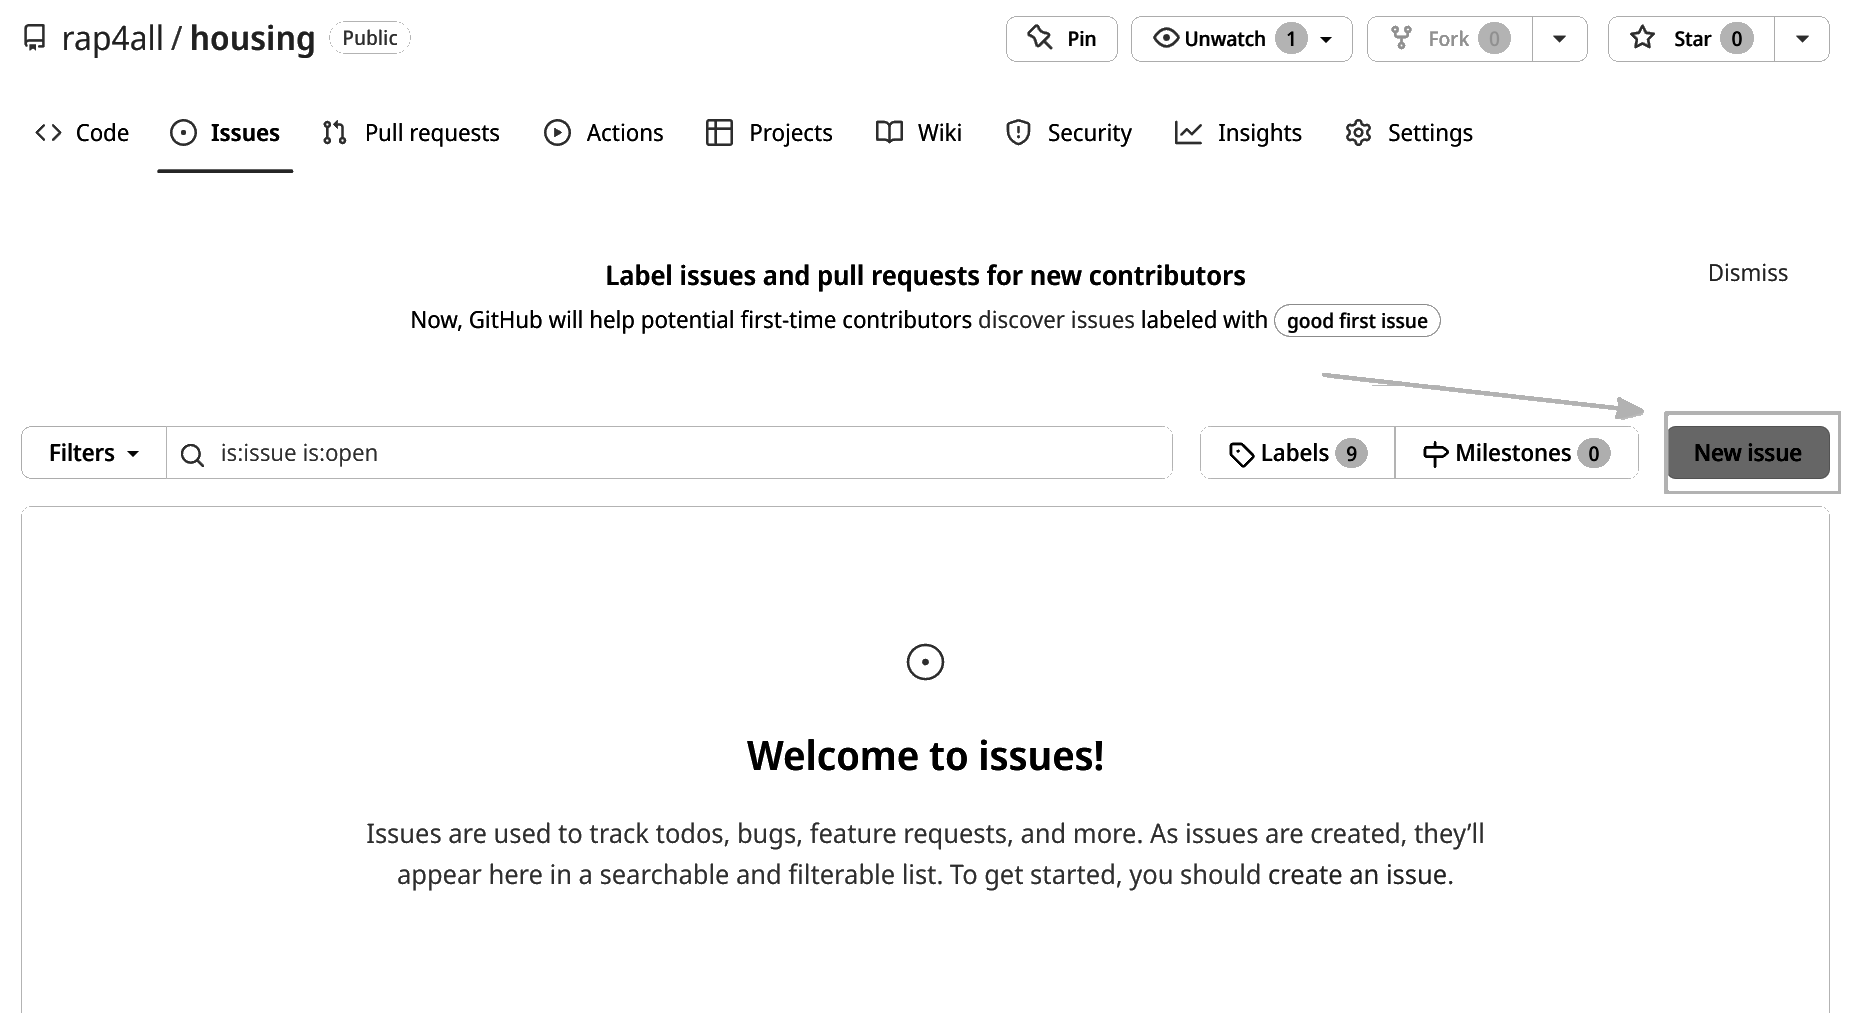 rap4all / housing Public Pin Unwatch 1 Fork 0 Star 0
Code Issues Pull requests Actions Projects Wiki Security Insights Settings
Label issues and pull requests for new contributors
Dismiss
Now, GitHub will help potential first-time contributors discover issues labeled with good first issue
Filters is:issue is:open Labels 9 Milestones 0 New issue
Welcome to issues!
Issues are used to track todos, bugs, feature requests, and more. As issues are created, they’ll
appear here in a searchable and filterable list. To get started, you should create an issue.